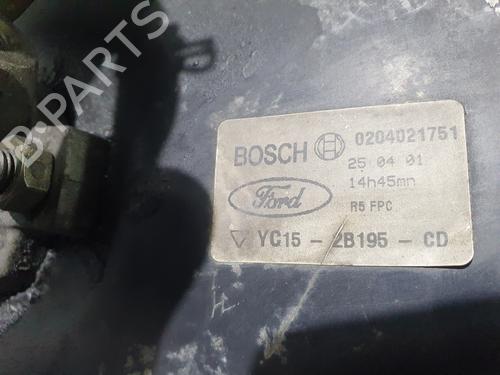 BOSCH 0204021751
25 04 01
14h45mn
Ford
R5 FPC
YC15 - 2B195 - CD
B-PARTS